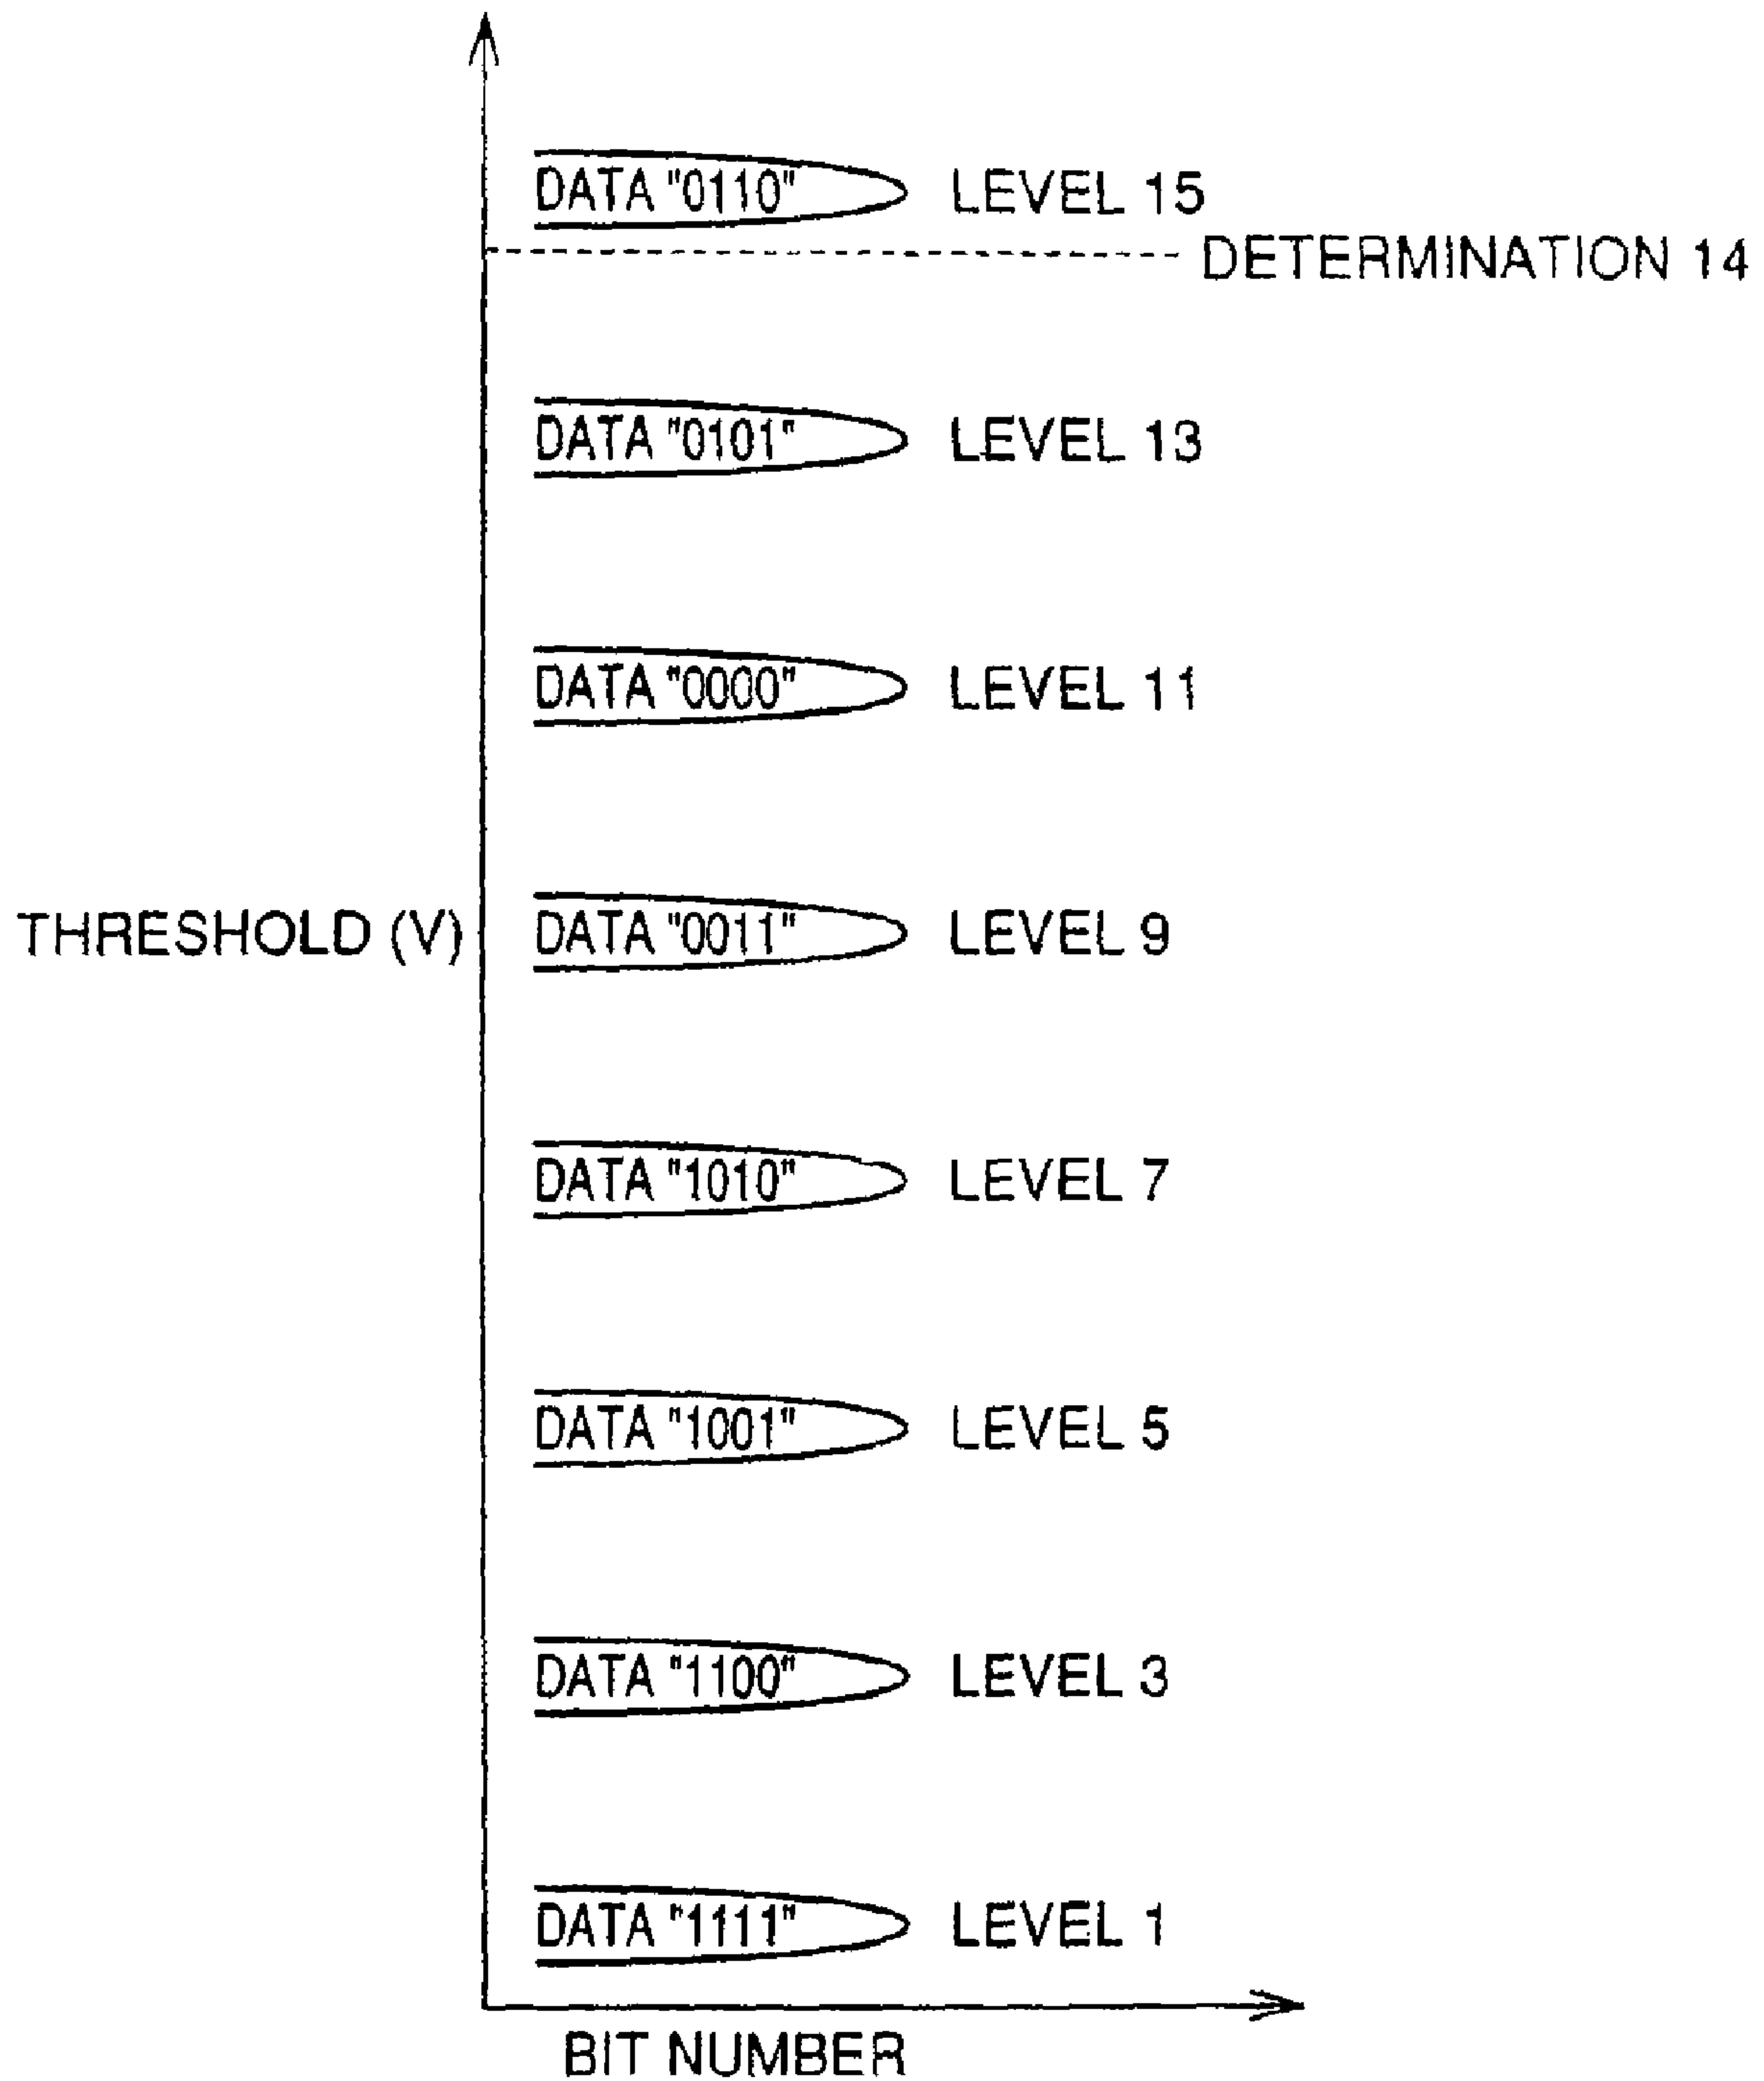 DATA "0110" LEVEL 15
DETERMINATION 14
DATA "0101" LEVEL 13
DATA "0000" LEVEL 11
THRESHOLD (V) DATA "0011" LEVEL 9
DATA "1010" LEVEL 7
DATA "1001" LEVEL 5
DATA "1100" LEVEL 3
DATA "1111" LEVEL 1
BIT NUMBER